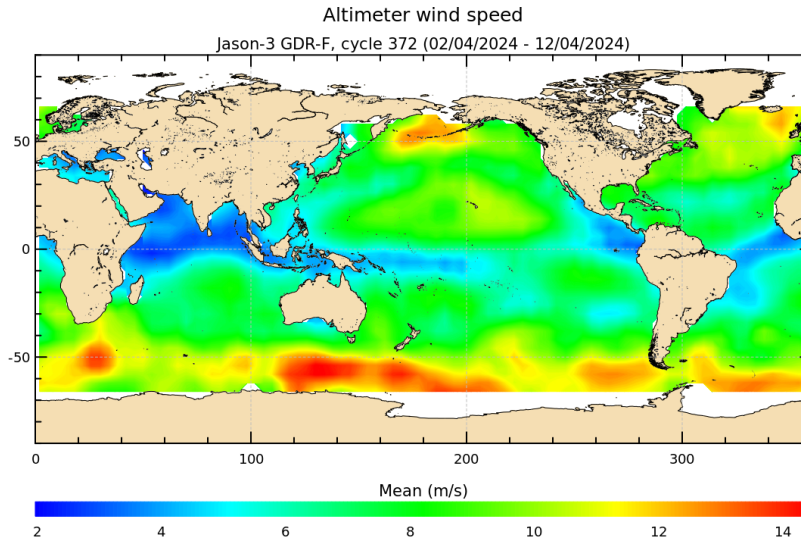 Altimeter wind speed
Jason-3 GDR-F, cycle 372 (02/04/2024 - 12/04/2024)
50
0
-50
0 100 200 300
Mean (m/s)
2 4 6 8 10 12 14